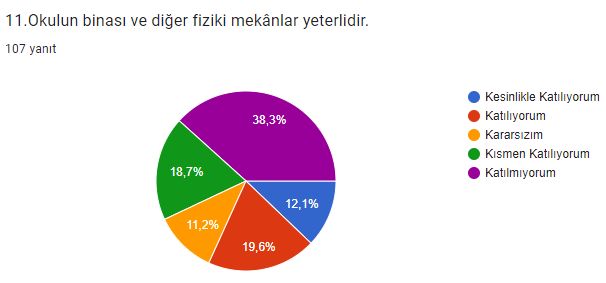 11.Okulun binası ve diğer fiziki mekânlar yeterlidir.
107 yanıt
38,3%
18,7%
12,1%
11,2%
19,6%
Kesinlikle Katılıyorum
Katılıyorum
Kararsızım
Kısmen Katılıyorum
Katılmıyorum